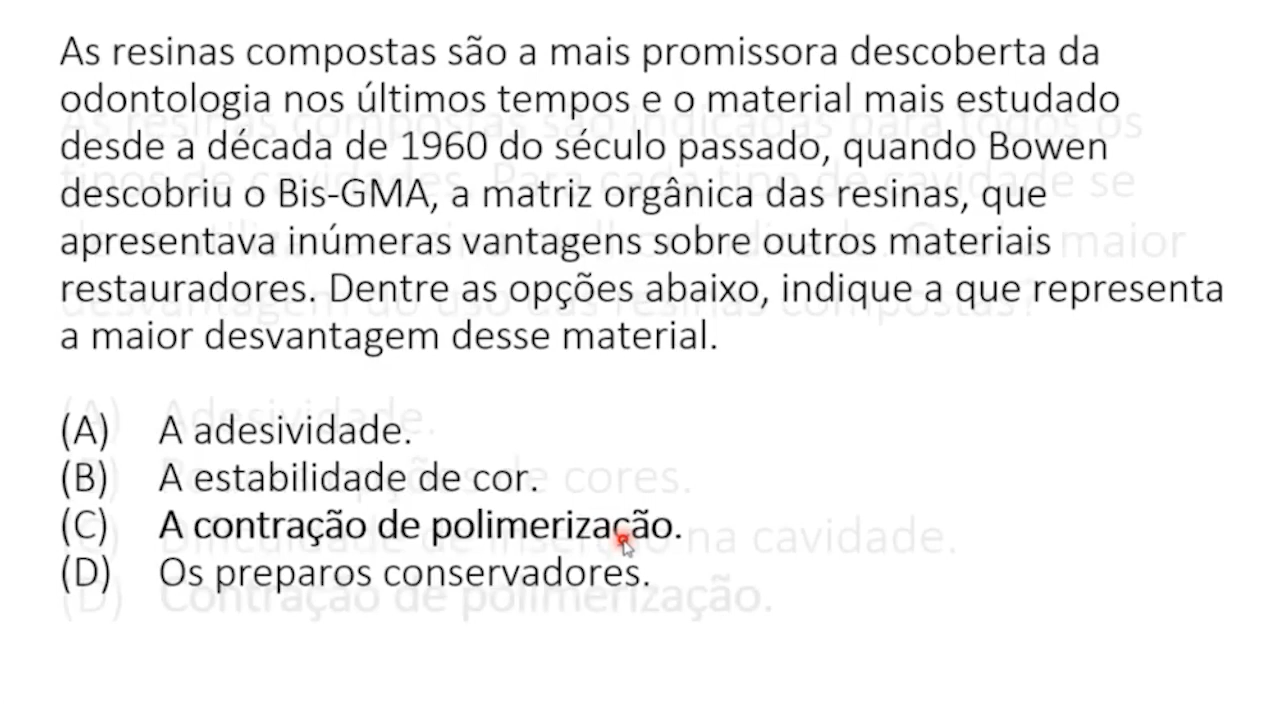 As resinas compostas são a mais promissora descoberta da
odontologia nos últimos tempos e o material mais estudado
desde a década de 1960 do século passado, quando Bowen
descobriu o Bis-GMA, a matriz orgânica das resinas, que
apresentava inúmeras vantagens sobre outros materiais
restauradores. Dentre as opções abaixo, indique a que representa
a maior desvantagem desse material.
(A) A adesividade.
(B) A estabilidade de cor.
(C) A contração de polimerização.
(D) Os preparos conservadores.